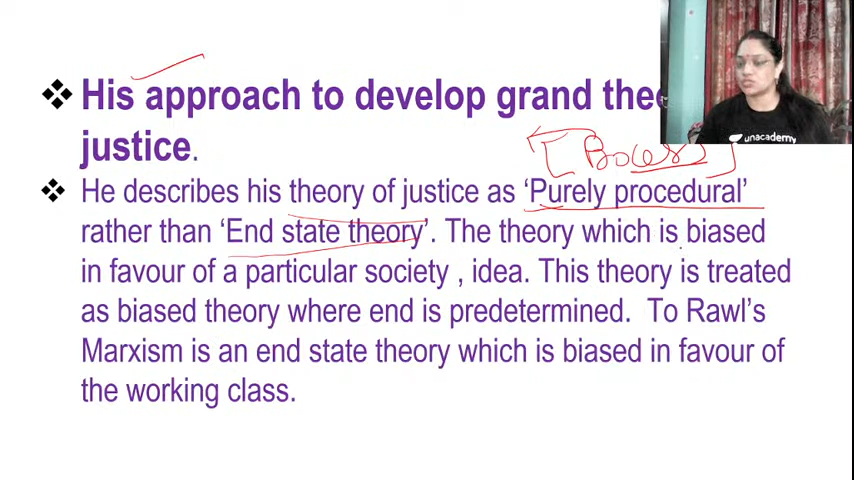 ❖ His approach to develop grand the
justice.
❖ He describes his theory of justice as ‘Purely procedural’
rather than ‘End state theory’. The theory which is biased
in favour of a particular society , idea. This theory is treated
as biased theory where end is predetermined. To Rawl’s
Marxism is an end state theory which is biased in favour of
the working class.
unacademy